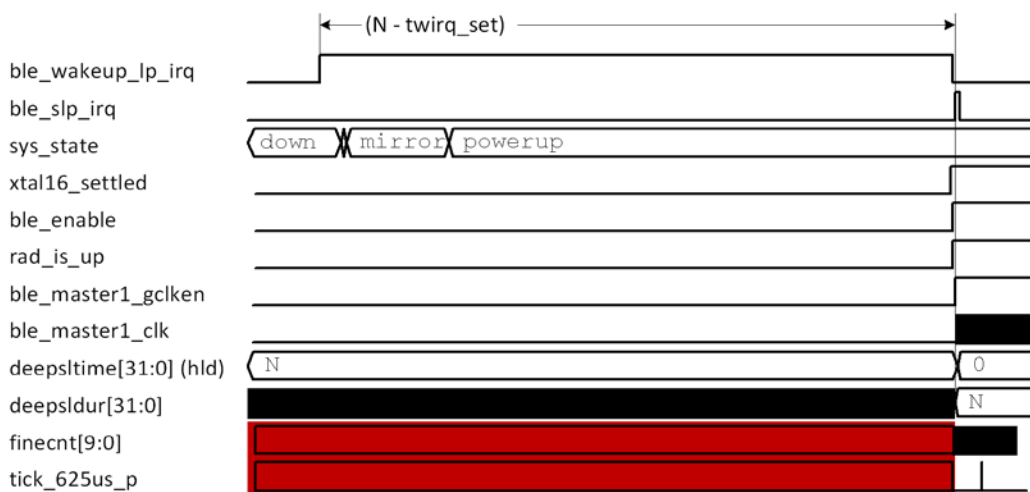 (N - twirq_set)
ble_wakeup_lp_irq
ble_slp_irq
sys_state down mirror powerup
xtal16_settled
ble_enable
rad_is_up
ble_master1_gclken
ble_master1_clk
deepsltime[31:0] (hld) N 0
deepsldur[31:0] N
finecnt[9:0]
tick_625us_p